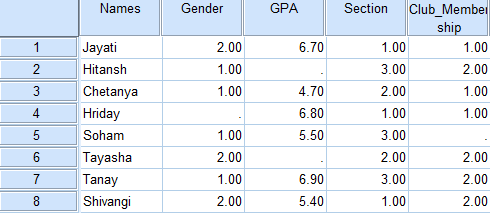 Names Gender GPA Section Club_Member
ship
1 Jayati 2.00 6.70 1.00 1.00
2 Hitansh 1.00 . 3.00 2.00
3 Chetanya 1.00 4.70 2.00 1.00
4 Hriday . 6.80 1.00 1.00
5 Soham 1.00 5.50 3.00 .
6 Tayasha 2.00 . 2.00 2.00
7 Tanay 1.00 6.90 3.00 2.00
8 Shivangi 2.00 5.40 1.00 2.00